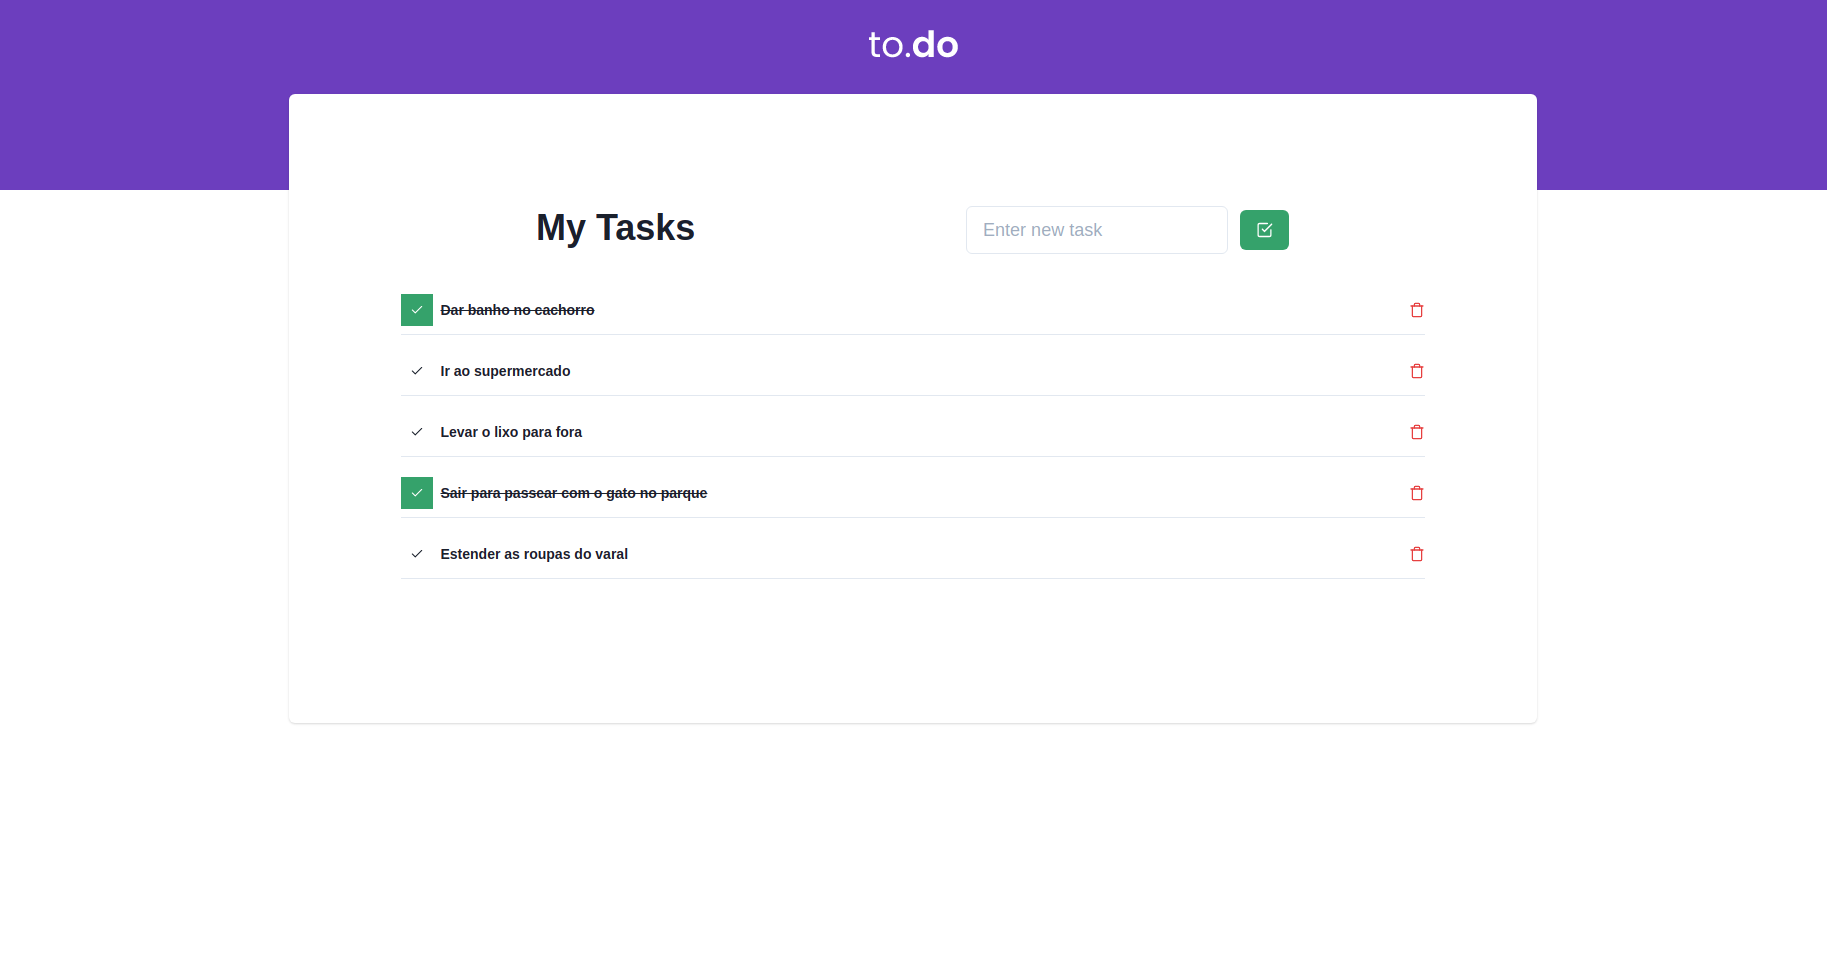 to.do
My Tasks
Enter new task
Dar banho no cachorro
Ir ao supermercado
Levar o lixo para fora
Sair para passear com o gato no parque
Estender as roupas do varal